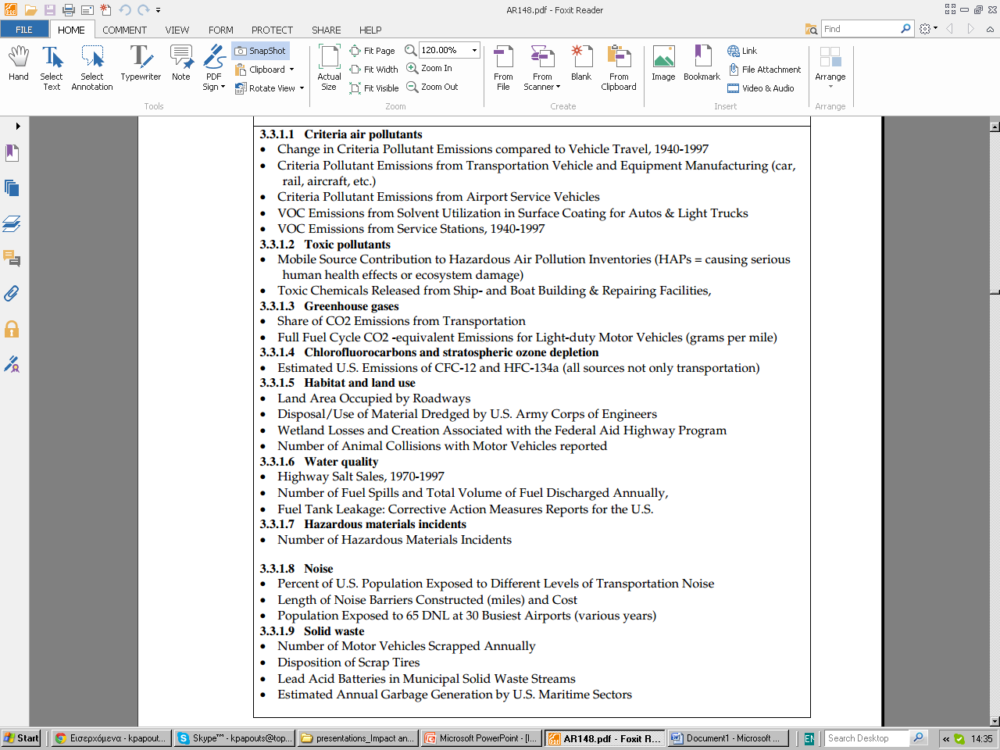 AR148.pdf - Foxit Reader
FILE HOME COMMENT VIEW FORM PROTECT SHARE HELP
Find
SnapShot Fit Page 120.00% Link
Hand Select Text Select Annotation Typewriter Note PDF Sign Clipboard Rotate View
Actual Size Fit Width Fit Visible Zoom In Zoom Out
From File From Scanner Blank From Clipboard
Image Bookmark File Attachment Video & Audio Arrange
Tools Zoom Create Insert Arrange
3.3.1.1 Criteria air pollutants
• Change in Criteria Pollutant Emissions compared to Vehicle Travel, 1940-1997
• Criteria Pollutant Emissions from Transportation Vehicle and Equipment Manufacturing (car,
rail, aircraft, etc.)
• Criteria Pollutant Emissions from Airport Service Vehicles
• VOC Emissions from Solvent Utilization in Surface Coating for Autos & Light Trucks
• VOC Emissions from Service Stations, 1940-1997
3.3.1.2 Toxic pollutants
• Mobile Source Contribution to Hazardous Air Pollution Inventories (HAPs = causing serious
human health effects or ecosystem damage)
• Toxic Chemicals Released from Ship- and Boat Building & Repairing Facilities,
3.3.1.3 Greenhouse gases
• Share of CO2 Emissions from Transportation
• Full Fuel Cycle CO2 -equivalent Emissions for Light-duty Motor Vehicles (grams per mile)
3.3.1.4 Chlorofluorocarbons and stratospheric ozone depletion
• Estimated U.S. Emissions of CFC-12 and HFC-134a (all sources not only transportation)
3.3.1.5 Habitat and land use
• Land Area Occupied by Roadways
• Disposal/Use of Material Dredged by U.S. Army Corps of Engineers
• Wetland Losses and Creation Associated with the Federal Aid Highway Program
• Number of Animal Collisions with Motor Vehicles reported
3.3.1.6 Water quality
• Highway Salt Sales, 1970-1997
• Number of Fuel Spills and Total Volume of Fuel Discharged Annually,
• Fuel Tank Leakage: Corrective Action Measures Reports for the U.S.
3.3.1.7 Hazardous materials incidents
• Number of Hazardous Materials Incidents
3.3.1.8 Noise
• Percent of U.S. Population Exposed to Different Levels of Transportation Noise
• Length of Noise Barriers Constructed (miles) and Cost
• Population Exposed to 65 DNL at 30 Busiest Airports (various years)
3.3.1.9 Solid waste
• Number of Motor Vehicles Scrapped Annually
• Disposition of Scrap Tires
• Lead Acid Batteries in Municipal Solid Waste Streams
• Estimated Annual Garbage Generation by U.S. Maritime Sectors
Start Εισερχόμενα - kpapout... Skype™ - kpapouts@top... presentations_Impact an... Microsoft PowerPoint - [I... AR148.pdf - Foxit R... Document1 - Microsoft ... EN Search Desktop « 14:35